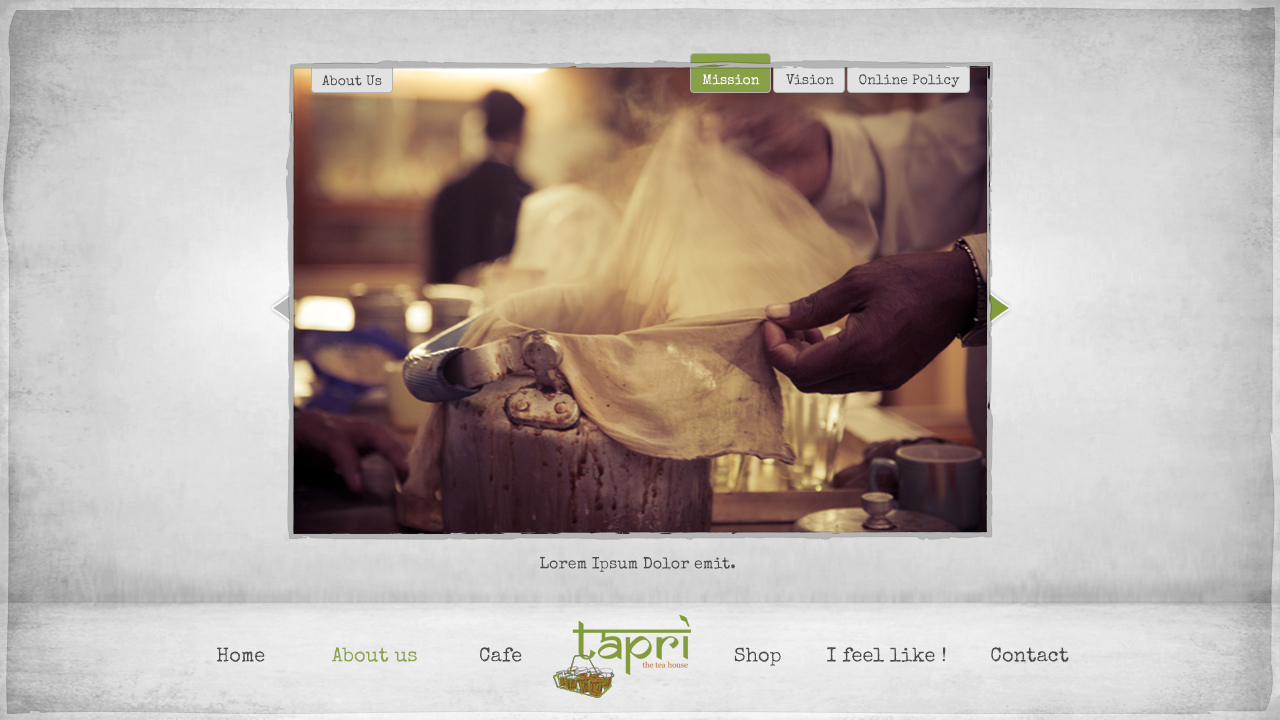 About Us
Mission
Vision
Online Policy
Lorem Ipsum Dolor emit.
Home
About us
Cafe
taprì
the tea house
Shop
I feel like !
Contact